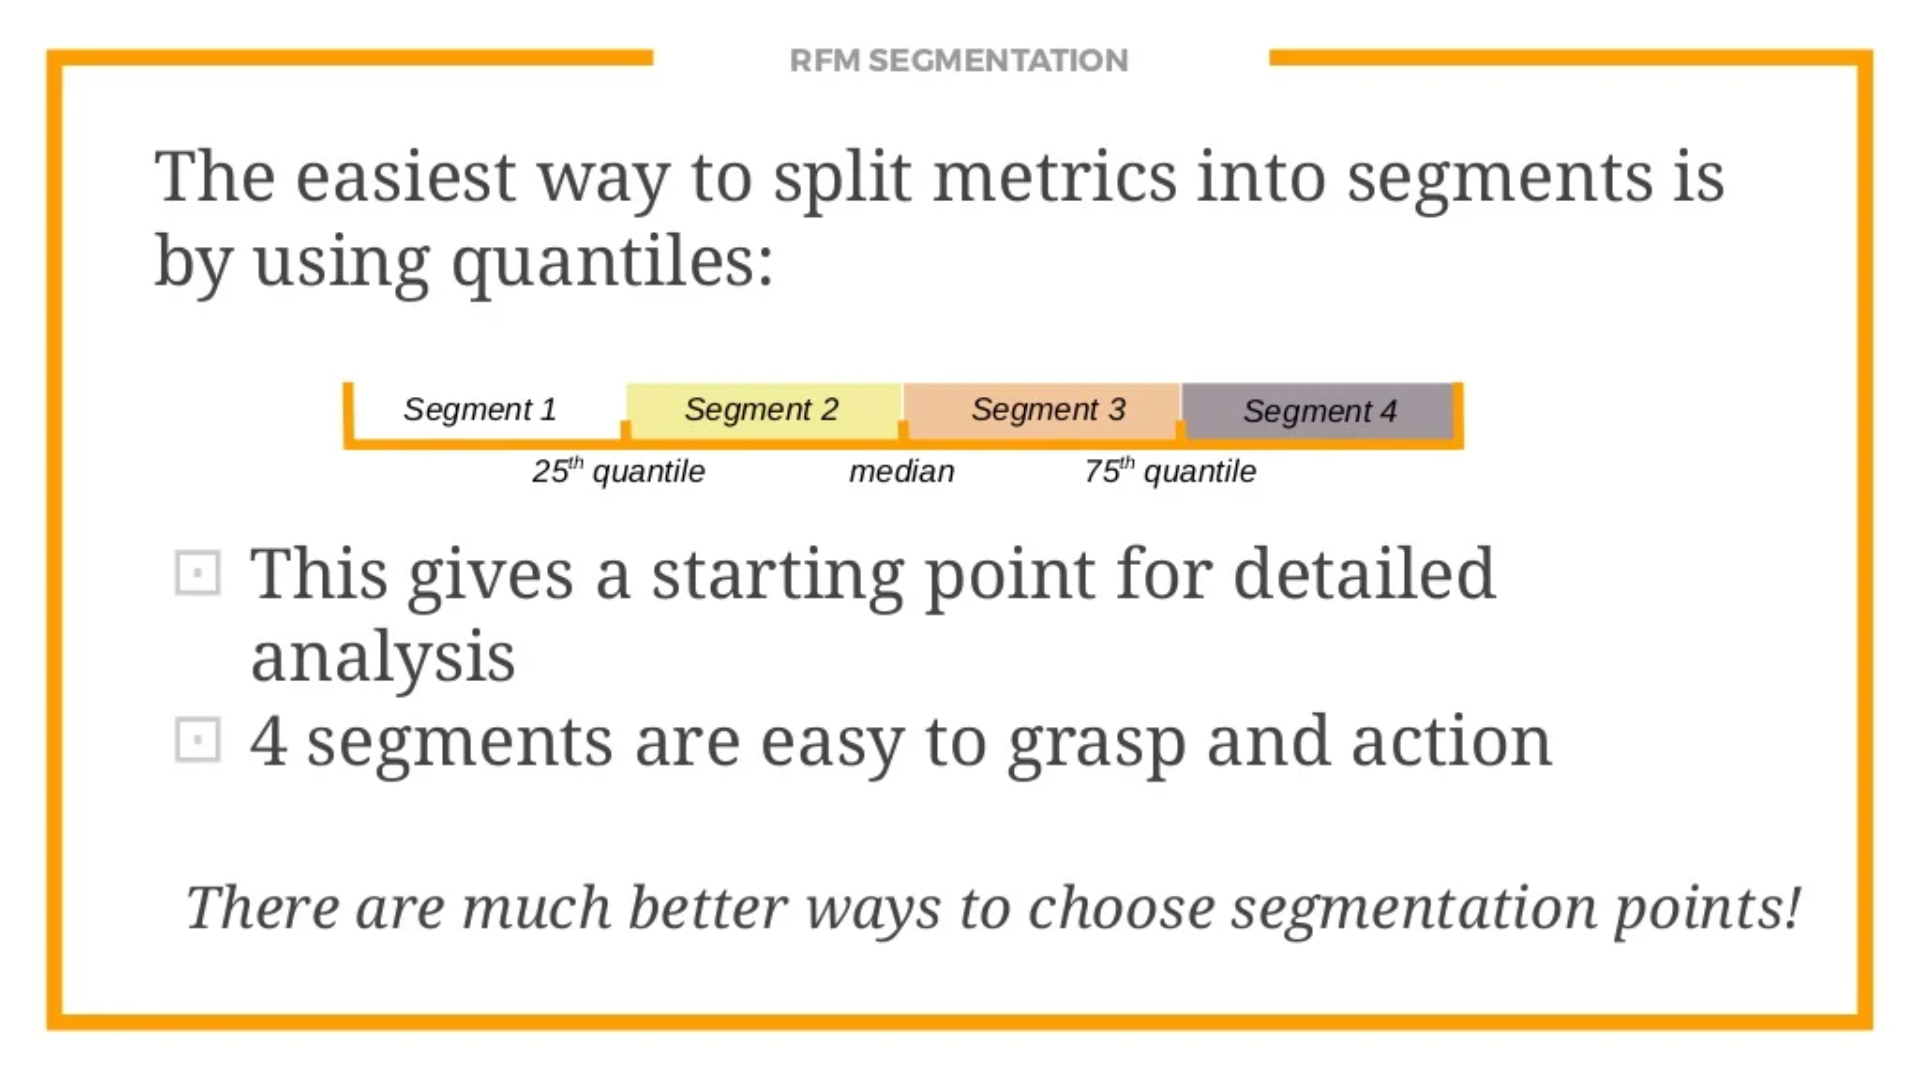 RFM SEGMENTATION
The easiest way to split metrics into segments is
by using quantiles:
Segment 1 Segment 2 Segment 3 Segment 4
25th quantile median 75th quantile
This gives a starting point for detailed
analysis
4 segments are easy to grasp and action
There are much better ways to choose segmentation points!